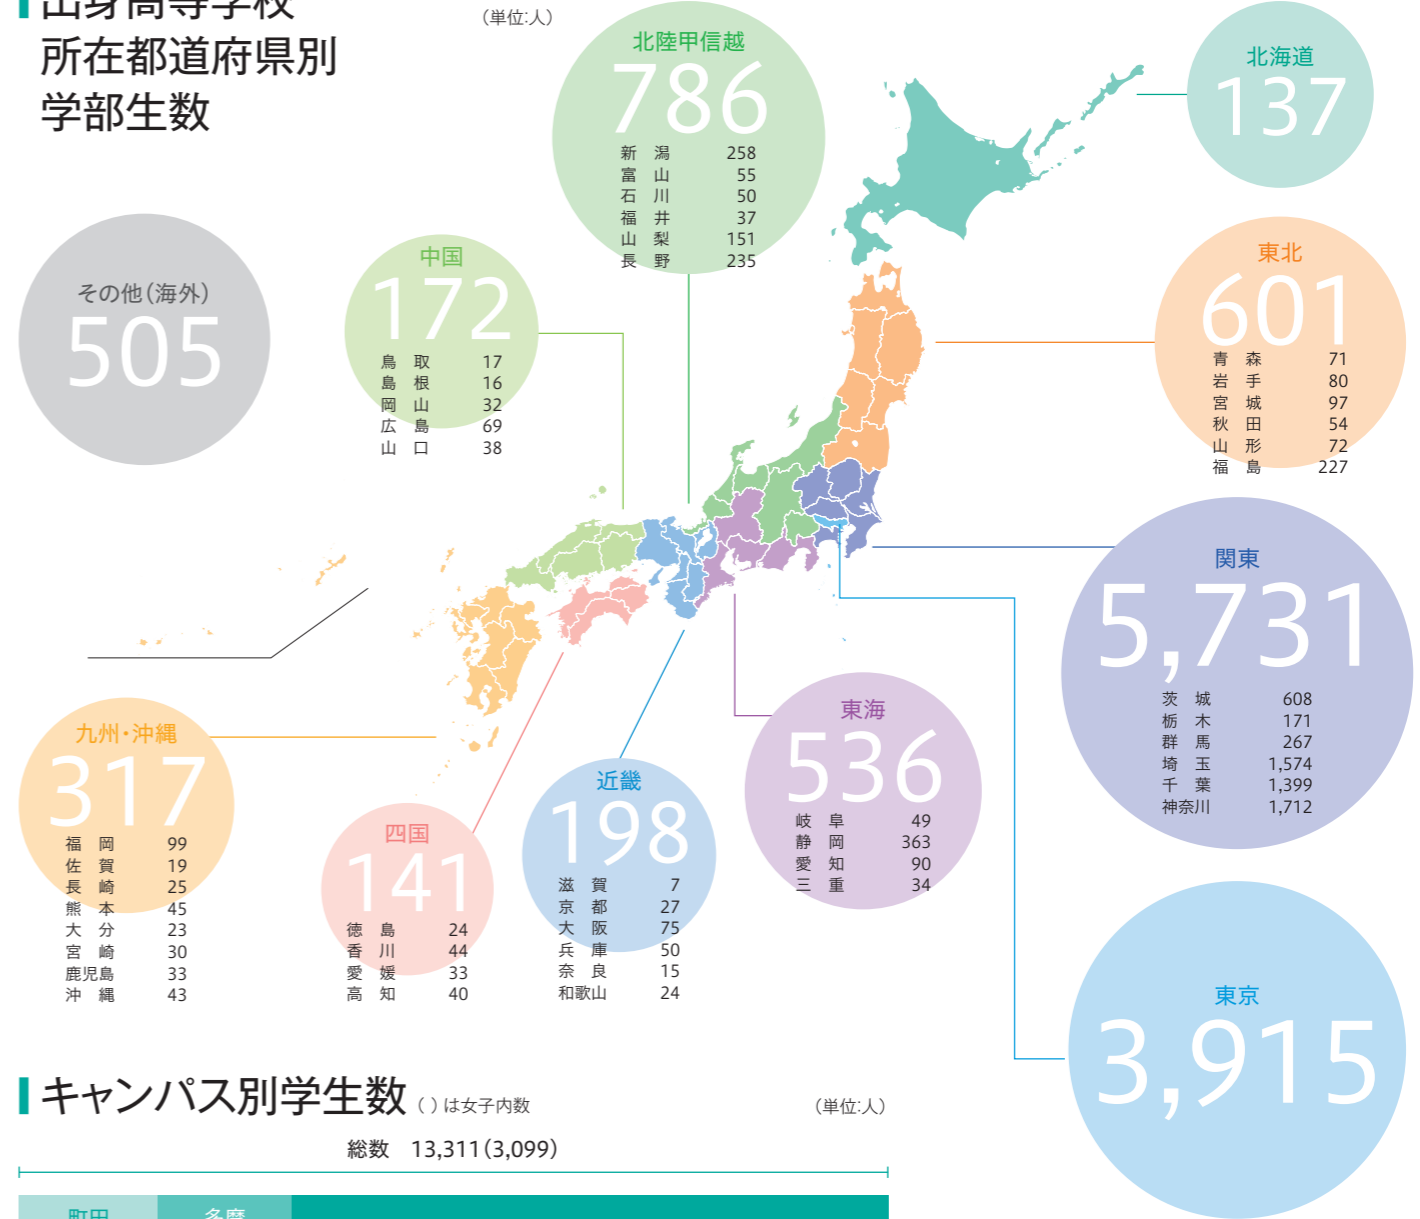 出身高等学校
所在都道府県別
学部生数
（単位:人）
北陸甲信越
786
新潟 258
富山 55
石川 50
福井 37
山梨 151
長野 235
北海道
137
その他（海外）
505
中国
172
鳥取 17
島根 16
岡山 32
広島 69
山口 38
東北
601
青森 71
岩手 80
宮城 97
秋田 54
山形 72
福島 227
関東
5,731
茨城 608
栃木 171
群馬 267
埼玉 1,574
千葉 1,399
神奈川 1,712
九州・沖縄
317
福岡 99
佐賀 19
長崎 25
熊本 45
大分 23
宮崎 30
鹿児島 33
沖縄 43
四国
141
徳島 24
香川 44
愛媛 33
高知 40
近畿
198
滋賀 7
京都 27
大阪 75
兵庫 50
奈良 15
和歌山 24
東海
536
岐阜 49
静岡 363
愛知 90
三重 34
東京
3,915
キャンパス別学生数 （ ）は女子内数
（単位:人）
総数 13,311（3,099）
町田
多摩